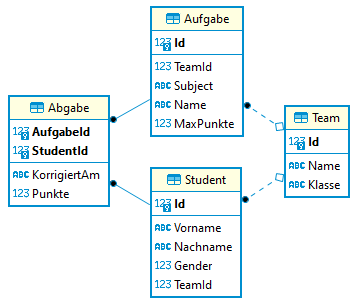 Aufgabe
123 Id
123 TeamId
ABC Subject
ABC Name
123 MaxPunkte
Abgabe
123 AufgabeId
123 StudentId
ABC KorrigiertAm
123 Punkte
Team
123 Id
ABC Name
ABC Klasse
Student
123 Id
ABC Vorname
ABC Nachname
123 Gender
123 TeamId